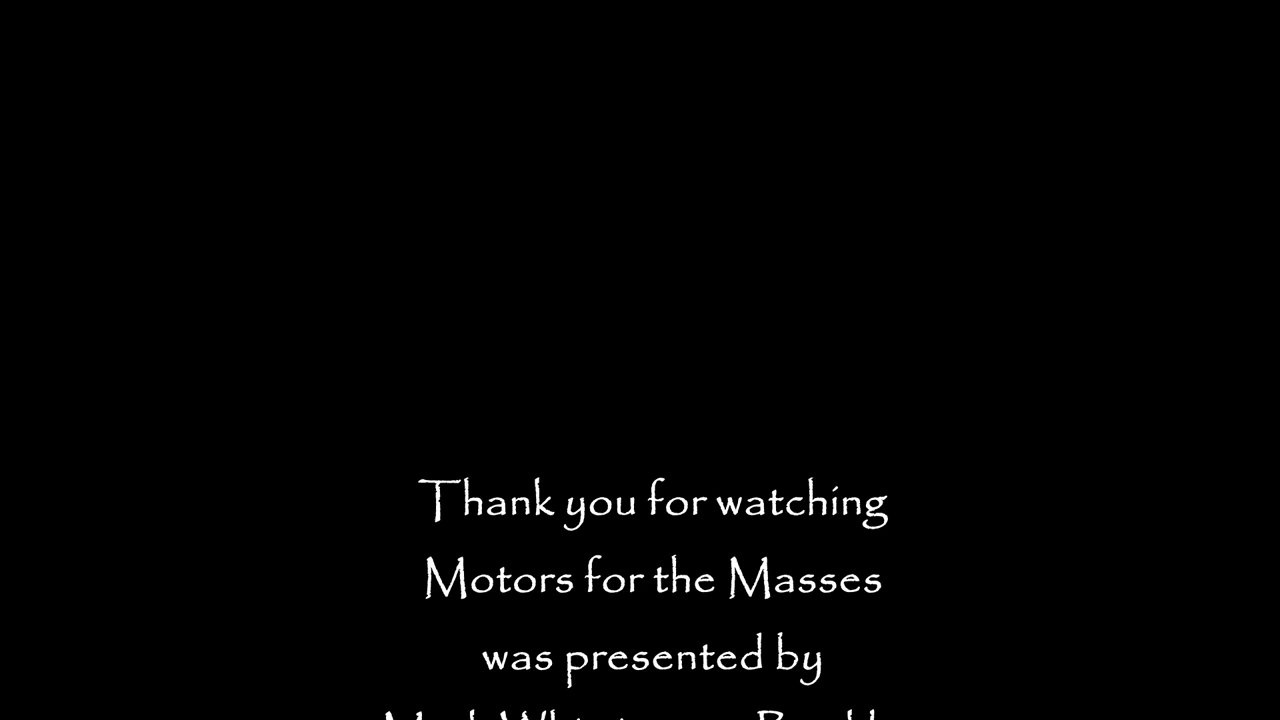 Thank you for watching
Motors for the Masses
was presented by